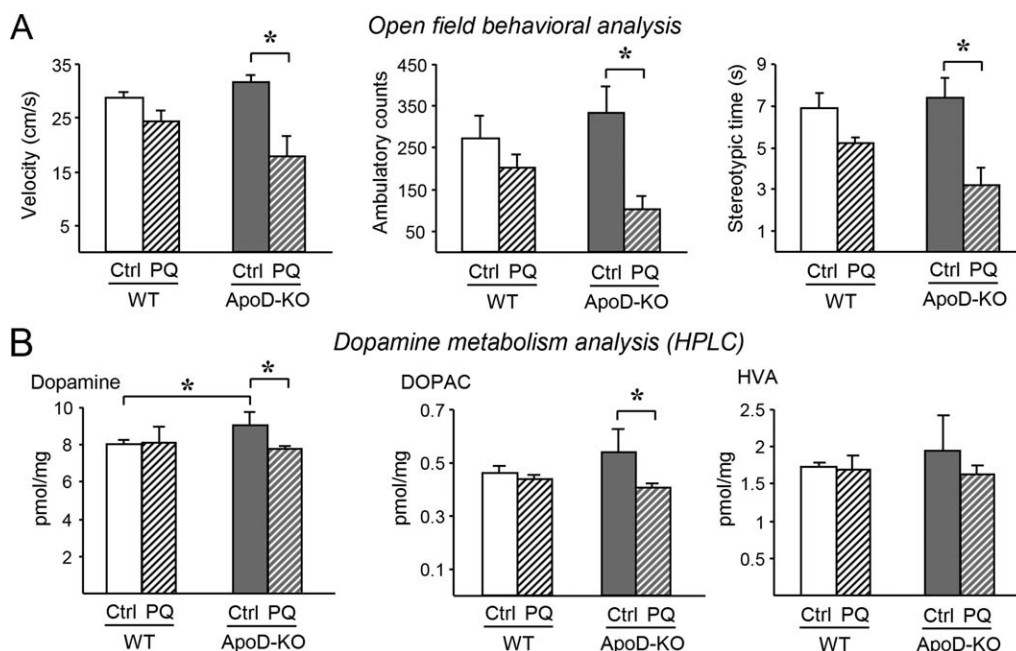 A
Open field behavioral analysis
Velocity (cm/s)
35
25
15
5
*
Ctrl PQ Ctrl PQ
WT ApoD-KO
Ambulatory counts
450
350
250
150
50
*
Ctrl PQ Ctrl PQ
WT ApoD-KO
Stereotypic time (s)
9
7
5
3
1
*
Ctrl PQ Ctrl PQ
WT ApoD-KO
B
Dopamine metabolism analysis (HPLC)
Dopamine
pmol/mg
10
8
6
4
2
* *
Ctrl PQ Ctrl PQ
WT ApoD-KO
DOPAC
pmol/mg
0.7
0.5
0.3
0.1
*
Ctrl PQ Ctrl PQ
WT ApoD-KO
HVA
pmol/mg
2.5
2
1.5
1
0.5
Ctrl PQ Ctrl PQ
WT ApoD-KO